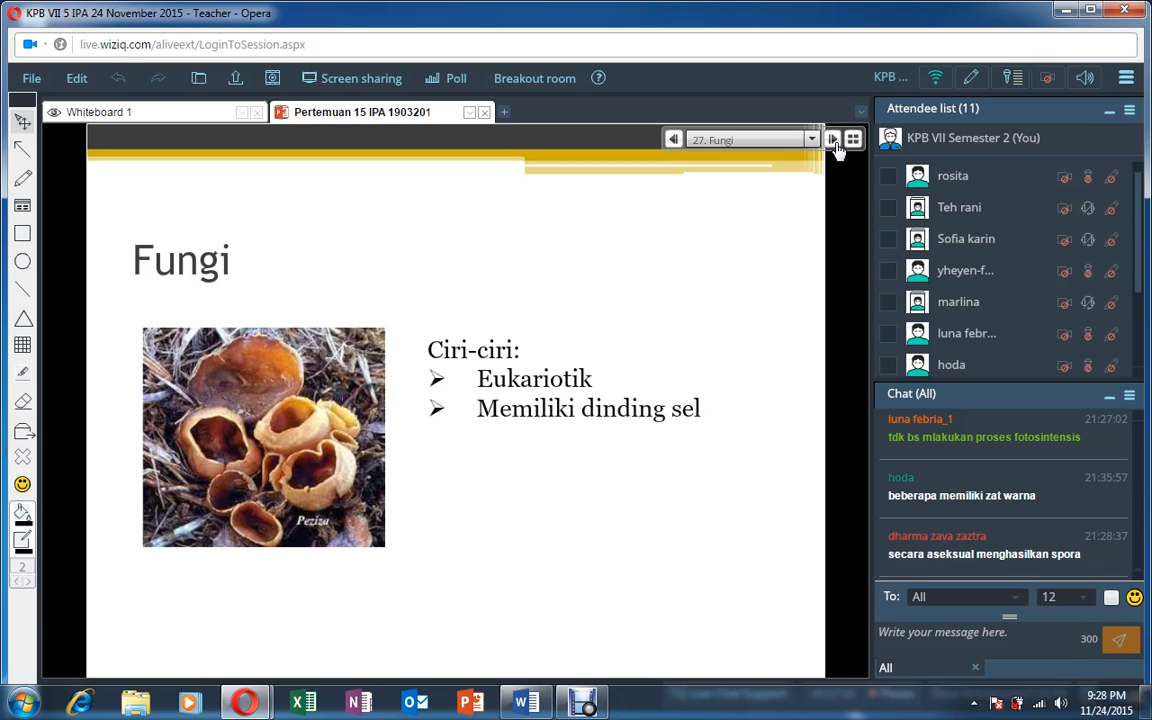 KPB VII 5 IPA 24 November 2015 - Teacher - Opera
live.wiziq.com/aliveext/LoginToSession.aspx
File Edit Screen sharing Poll Breakout room ? KPB ...
Whiteboard 1 Pertemuan 15 IPA 1903201
27. Fungi
Fungi
Ciri-ciri:
Eukariotik
Memiliki dinding sel
Peziza
2
Attendee list (11)
KPB VII Semester 2 (You)
rosita
Teh rani
Sofia karin
yheyen-f...
marlina
luna febr...
hoda
Chat (All)
luna febria_1 21:27:02
tdk bs mlakukan proses fotosintensis
hoda 21:35:57
beberapa memiliki zat warna
dharma zava zaztra 21:28:37
secara aseksual menghasilkan spora
To: All 12
Write your message here. 300
All
9:28 PM
11/24/2015